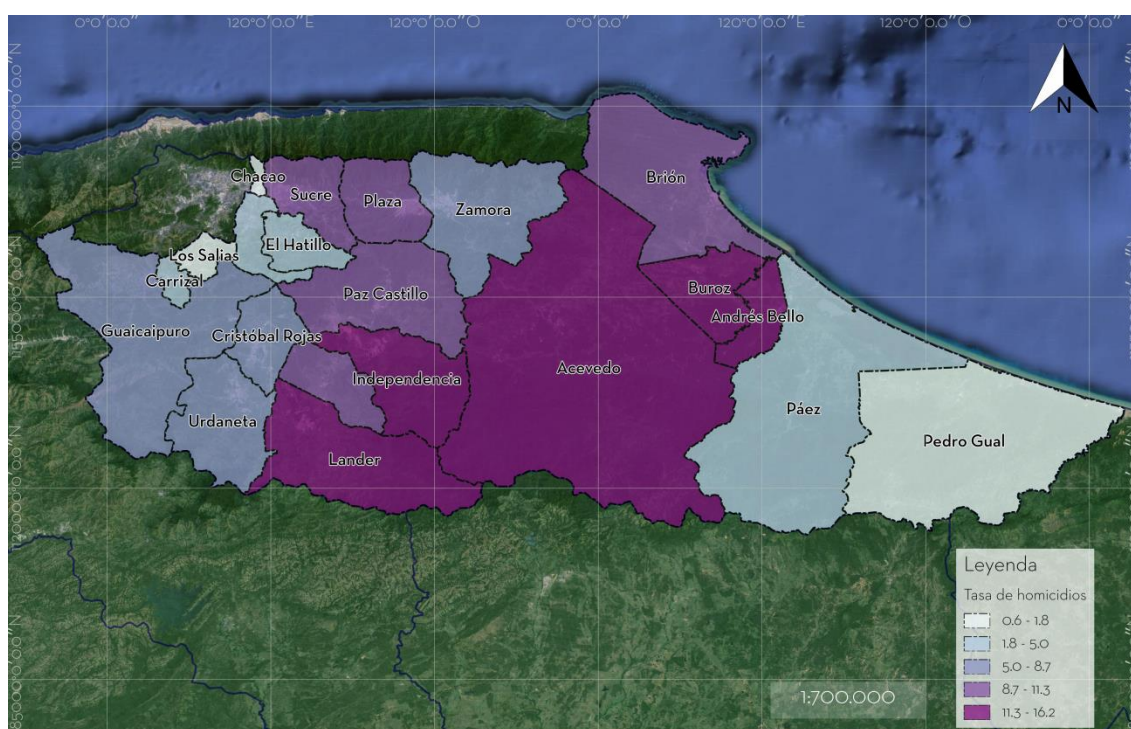 0°0'0.0"N
120°0'0.0"E
120°0'0.0"O
0°0'0.0"E
120°0'0.0"E
120°0'0.0"O
0°0'0.0"E
N
Chacao
Sucre
Plaza
Zamora
Brión
El Hatillo
Los Salias
Carrizal
Paz Castillo
Buroz
Andrés Bello
Guaicaipuro
Cristóbal Rojas
Independencia
Acevedo
Urdaneta
Páez
Lander
Pedro Gual
Leyenda
Tasa de homicidios
0.6 - 1.8
1.8 - 5.0
5.0 - 8.7
8.7 - 11.3
11.3 - 16.2
1:700.000